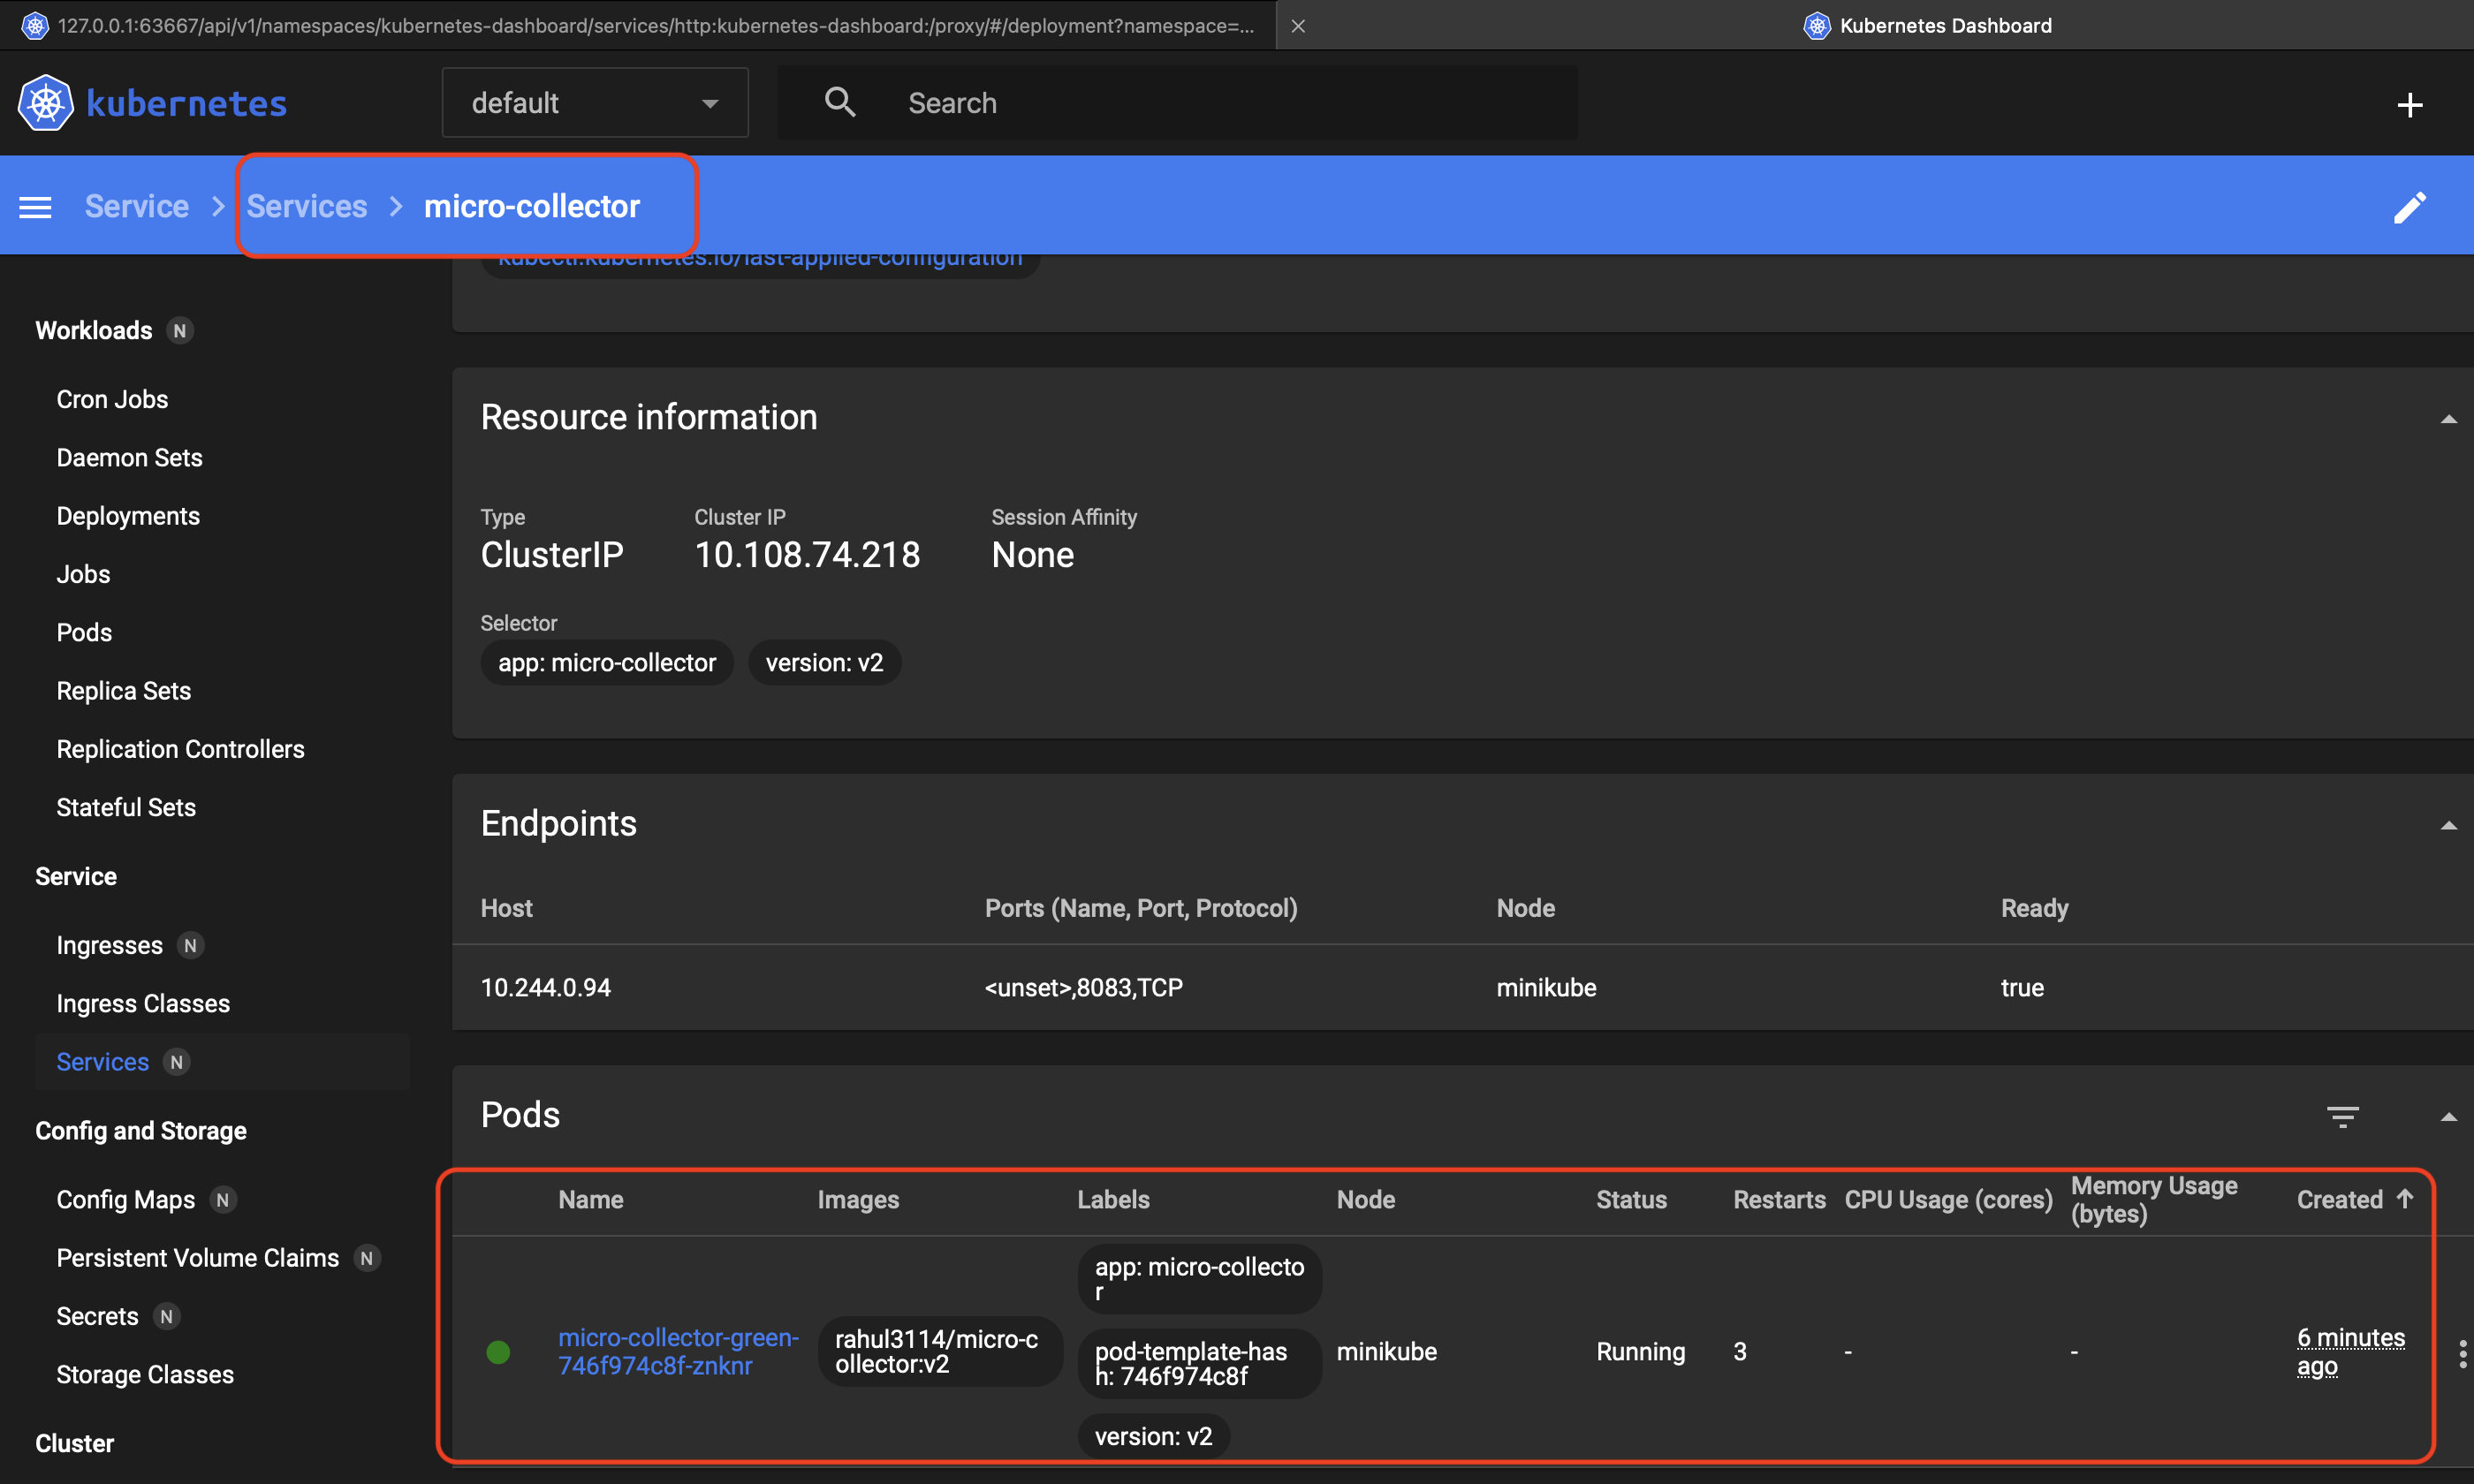 127.0.0.1:63667/api/v1/namespaces/kubernetes-dashboard/services/http:kubernetes-dashboard:/proxy/#/deployment?namespace=...
Kubernetes Dashboard
kubernetes
default
Search
Service > Services > micro-collector
kubectl.kubernetes.io/last-applied-configuration
Workloads N
Cron Jobs
Daemon Sets
Deployments
Jobs
Pods
Replica Sets
Replication Controllers
Stateful Sets
Service
Ingresses N
Ingress Classes
Services N
Config and Storage
Config Maps N
Persistent Volume Claims N
Secrets N
Storage Classes
Cluster
Resource information
Type Cluster IP Session Affinity
ClusterIP 10.108.74.218 None
Selector
app: micro-collector version: v2
Endpoints
Host Ports (Name, Port, Protocol) Node Ready
10.244.0.94 <unset>,8083,TCP minikube true
Pods
Name Images Labels Node Status Restarts CPU Usage (cores) Memory Usage (bytes) Created
micro-collector-green-
746f974c8f-znknr
rahul3114/micro-c
ollector:v2
app: micro-collecto
r
pod-template-has
h: 746f974c8f
version: v2
minikube
Running
3
-
-
6 minutes
ago